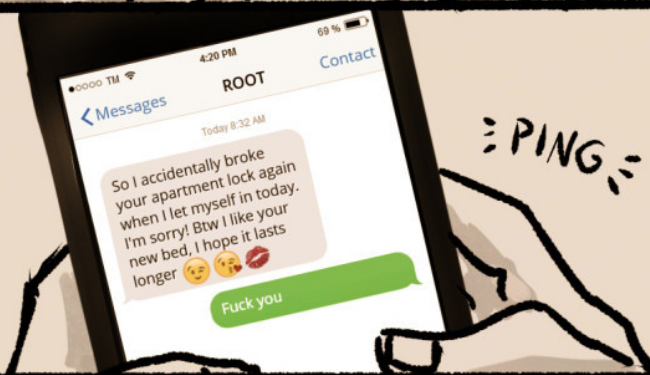 ●○○○○ TM 4:20 PM 69 %
Messages ROOT Contact
Today 8:32 AM
So I accidentally broke
your apartment lock again
when I let myself in today.
I'm sorry! Btw I like your
new bed, I hope it lasts
longer 😉😘💋
Fuck you
PING